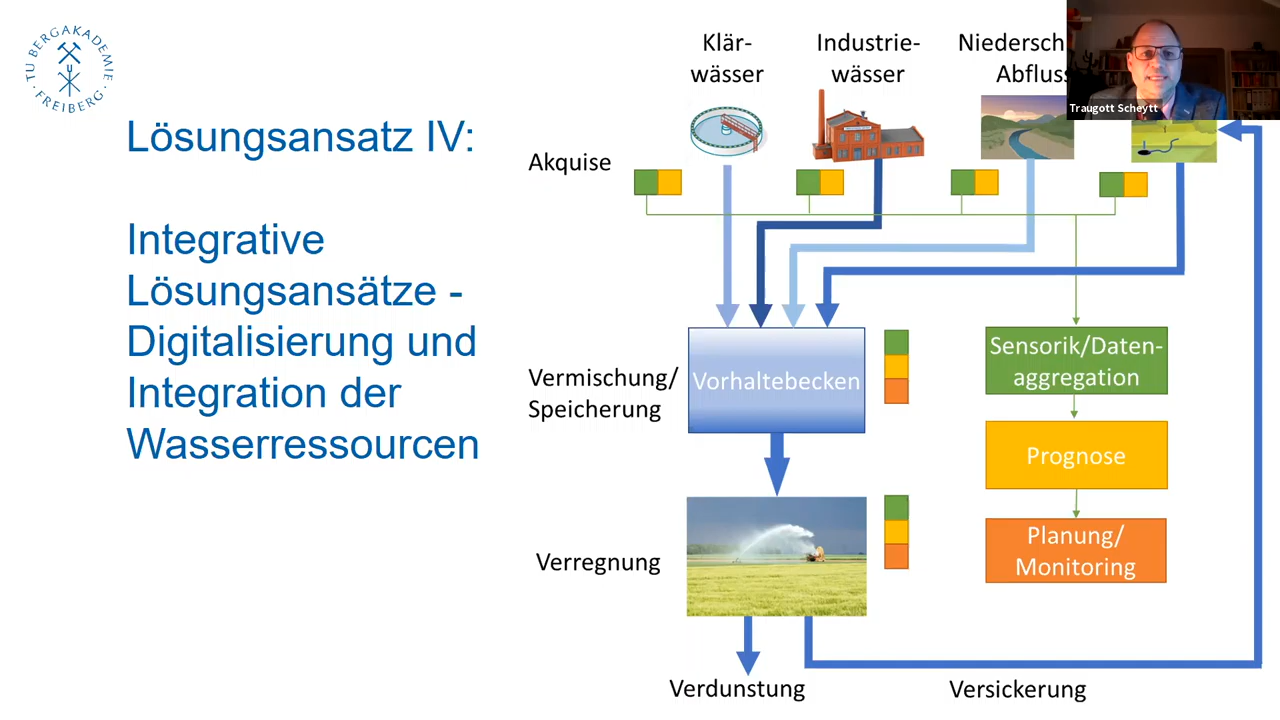 TU BERGAKADEMIE
FREIBERG
Lösungsansatz IV:
Integrative
Lösungsansätze -
Digitalisierung und
Integration der
Wasserressourcen
Klär-
wässer
Industrie-
wässer
Abfluss
Traugott Scheytt
Akquise
Vermischung/
Speicherung
Vorhaltebecken
Sensorik/Daten-
aggregation
Prognose
Planung/
Monitoring
Verregnung
Verdunstung
Versickerung